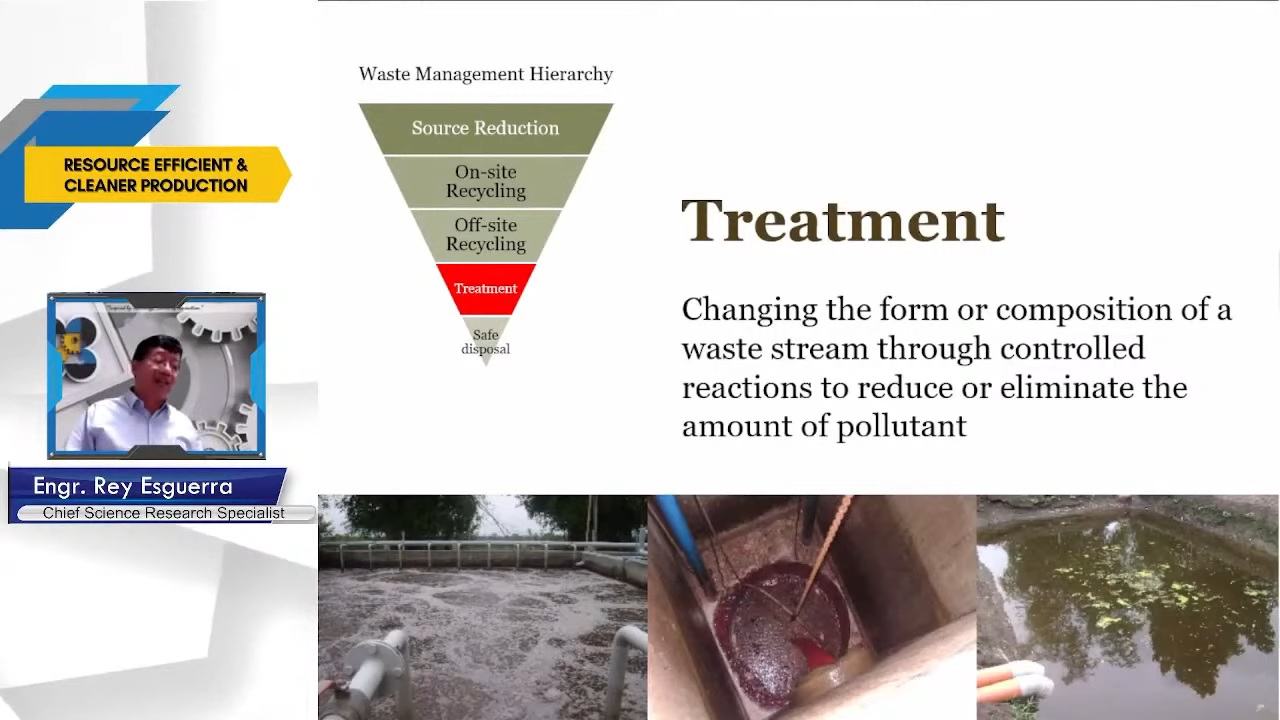 Waste Management Hierarchy
Source Reduction
On-site
Recycling
Off-site
Recycling
Treatment
Safe
disposal
Treatment
Changing the form or composition of a
waste stream through controlled
reactions to reduce or eliminate the
amount of pollutant
RESOURCE EFFICIENT &
CLEANER PRODUCTION
Engr. Rey Esguerra
Chief Science Research Specialist